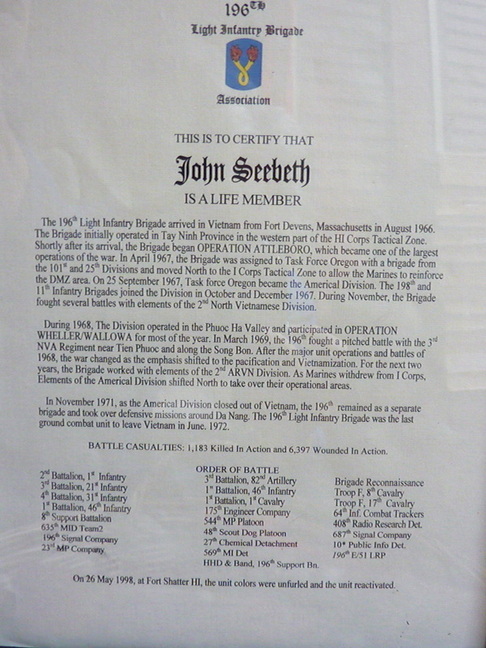 196TH
Light Infantry Brigade
Association
THIS IS TO CERTIFY THAT
John Seebeth
IS A LIFE MEMBER
The 196th Light Infantry Brigade arrived in Vietnam from Fort Devens, Massachusetts in August 1966.
The Brigade initially operated in Tay Ninh Province in the western part of the HI Corps Tactical Zone.
Shortly after its arrival, the Brigade began OPERATION ATTLEBORO, which became one of the largest
operations of the war. In April 1967, the Brigade was assigned to Task Force Oregon with a brigade from
the 101st and 25th Divisions and moved North to the I Corps Tactical Zone to allow the Marines to reinforce
the DMZ area. On 25 September 1967, Task force Oregon became the Americal Division. The 198th and
11th Infantry Brigades joined the Division in October and December 1967. During November, the Brigade
fought several battles with elements of the 2nd North Vietnamese Division.
During 1968, The Division operated in the Phuoc Ha Valley and participated in OPERATION
WHELLER/WALLOWA for most of the year. In March 1969, the 196th fought a pitched battle with the 3rd
NVA Regiment near Tien Phuoc and along the Song Bon. After the major unit operations and battles of
1968, the war changed as the emphasis shifted to the pacification and Vietnamization. For the next two
years, the Brigade worked with elements of the 2nd ARVN Division. As Marines withdrew from I Corps,
Elements of the Americal Division shifted North to take over their operational areas.
In November 1971, as the Americal Division closed out of Vietnam, the 196th remained as a separate
brigade and took over defensive missions around Da Nang. The 196th Light Infantry Brigade was the last
ground combat unit to leave Vietnam in June. 1972.
BATTLE CASUALTIES: 1,183 Killed In Action and 6,397 Wounded In Action.
ORDER OF BATTLE
2nd Battalion, 1st Infantry
3rd Battalion, 21st Infantry
4th Battalion, 31st Infantry
1st Battalion, 46th Infantry
8th Support Battalion
635th MID Team2
196th Signal Company
23rd MP Company
3rd Battalion, 82nd Artillery
1st Battalion, 46th Infantry
1st Battalion, 1st Cavalry
175th Engineer Company
544th MP Platoon
48th Scout Dog Platoon
27th Chemical Detachment
569th MI Det
HHD & Band, 196th Support Bn.
Brigade Reconnaissance
Troop F, 8th Cavalry
Troop F, 17th Cavalry
64th Inf. Combat Trackers
408th Radio Research Det.
687th Signal Company
10* Public Info Det.
196th E/51 LRP
On 26 May 1998, at Fort Shatter HI, the unit colors were unfurled and the unit reactivated.